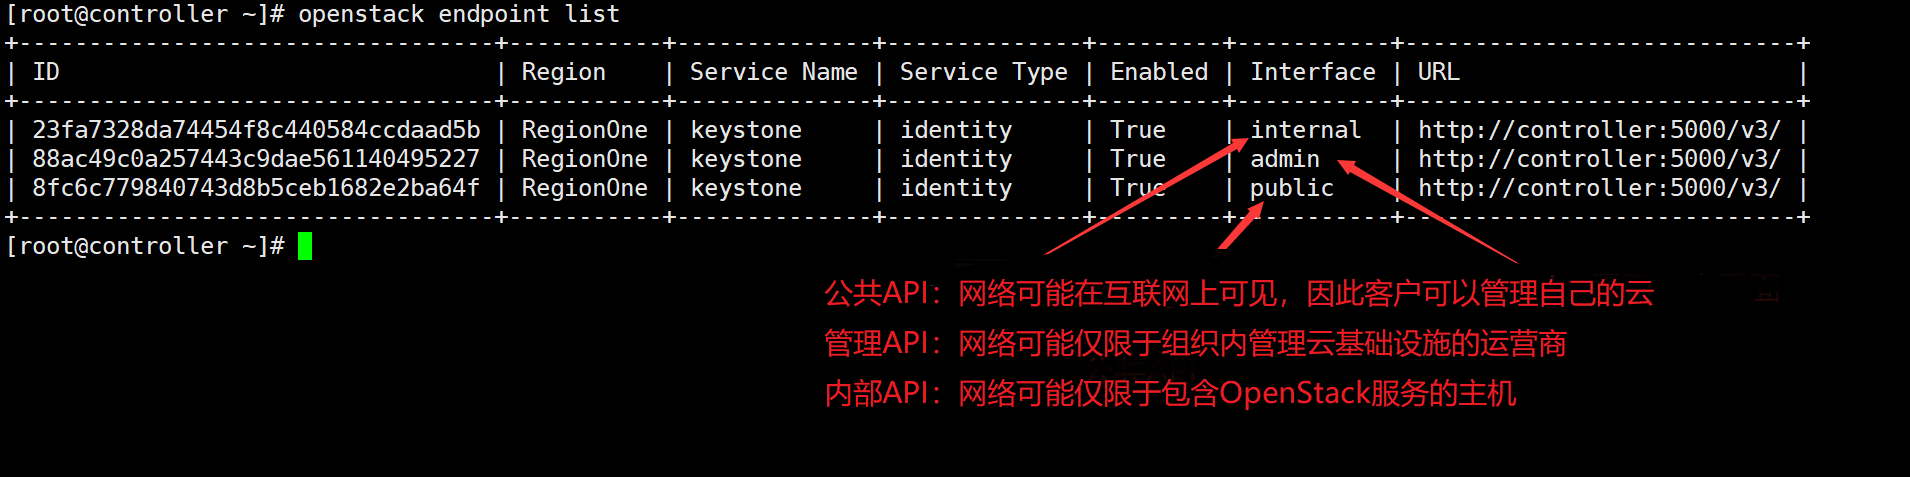 [root@controller ~]# openstack endpoint list
+----------------------------------+-----------+--------------+--------------+---------+-----------+----------------------------+
| ID                               | Region    | Service Name | Service Type | Enabled | Interface | URL                        |
+----------------------------------+-----------+--------------+--------------+---------+-----------+----------------------------+
| 23fa7328da74454f8c440584ccdaad5b | RegionOne | keystone     | identity     | True    | internal  | http://controller:5000/v3/ |
| 88ac49c0a257443c9dae561140495227 | RegionOne | keystone     | identity     | True    | admin     | http://controller:5000/v3/ |
| 8fc6c779840743d8b5ceb1682e2ba64f | RegionOne | keystone     | identity     | True    | public    | http://controller:5000/v3/ |
+----------------------------------+-----------+--------------+--------------+---------+-----------+----------------------------+
[root@controller ~]#
公共API：网络可能在互联网上可见，因此客户可以管理自己的云
管理API：网络可能仅限于组织内管理云基础设施的运营商
内部API：网络可能仅限于包含OpenStack服务的主机